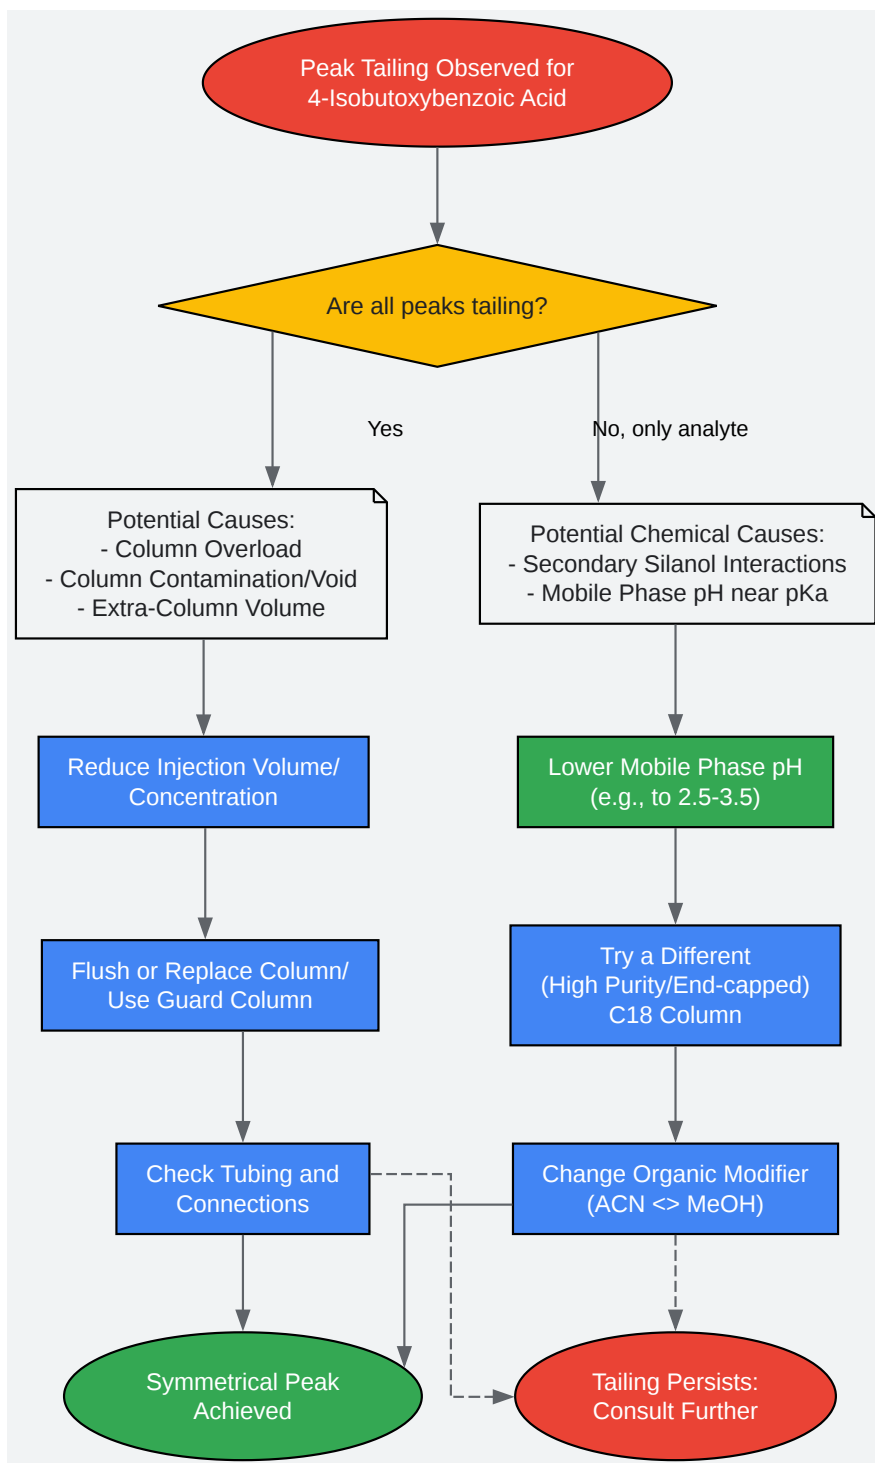 Peak Tailing Observed for
4-Isobutoxybenzoic Acid
Are all peaks tailing?
Yes
No, only analyte
Potential Causes:
- Column Overload
- Column Contamination/Void
- Extra-Column Volume
Potential Chemical Causes:
- Secondary Silanol Interactions
- Mobile Phase pH near pKa
Reduce Injection Volume/
Concentration
Lower Mobile Phase pH
(e.g., to 2.5-3.5)
Flush or Replace Column/
Use Guard Column
Try a Different
(High Purity/End-capped)
C18 Column
Check Tubing and
Connections
Change Organic Modifier
(ACN <> MeOH)
Symmetrical Peak
Achieved
Tailing Persists:
Consult Further